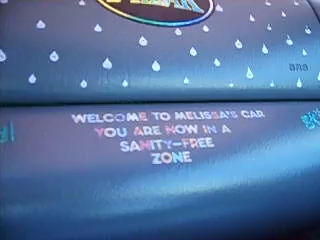 WELCOME TO MELISSA'S CAR
YOU ARE NOW IN A
SANITY-FREE
ZONE